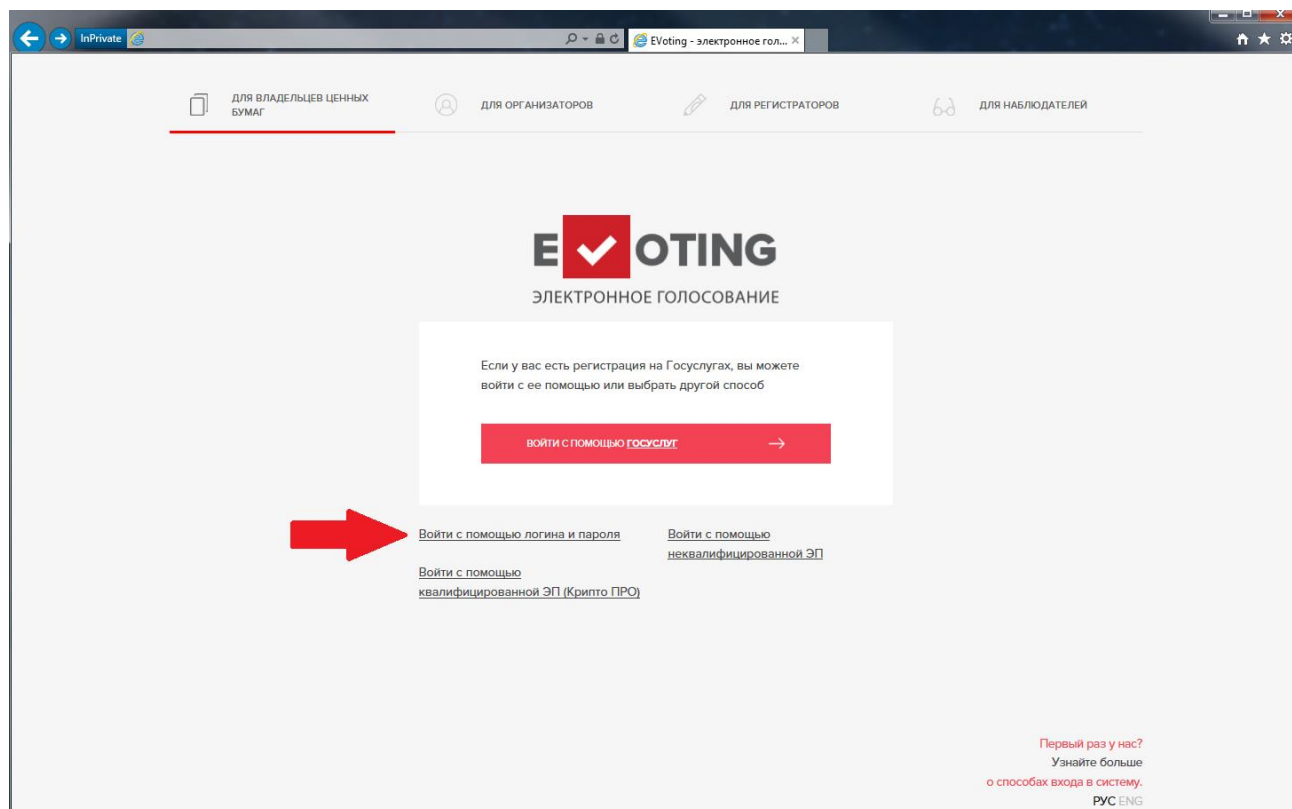 InPrivate
EVoting - электронное гол...
ДЛЯ ВЛАДЕЛЬЦЕВ ЦЕННЫХ
БУМАГ
ДЛЯ ОРГАНИЗАТОРОВ
ДЛЯ РЕГИСТРАТОРОВ
ДЛЯ НАБЛЮДАТЕЛЕЙ
E OTING
ЭЛЕКТРОННОЕ ГОЛОСОВАНИЕ
Если у вас есть регистрация на Госуслугах, вы можете
войти с ее помощью или выбрать другой способ
ВОЙТИ С ПОМОЩЬЮ ГОСУСЛУГ
Войти с помощью логина и пароля
Войти с помощью
неквалифицированной ЭП
Войти с помощью
квалифицированной ЭП (Крипто ПРО)
Первый раз у нас?
Узнайте больше
о способах входа в систему.
РУС ENG